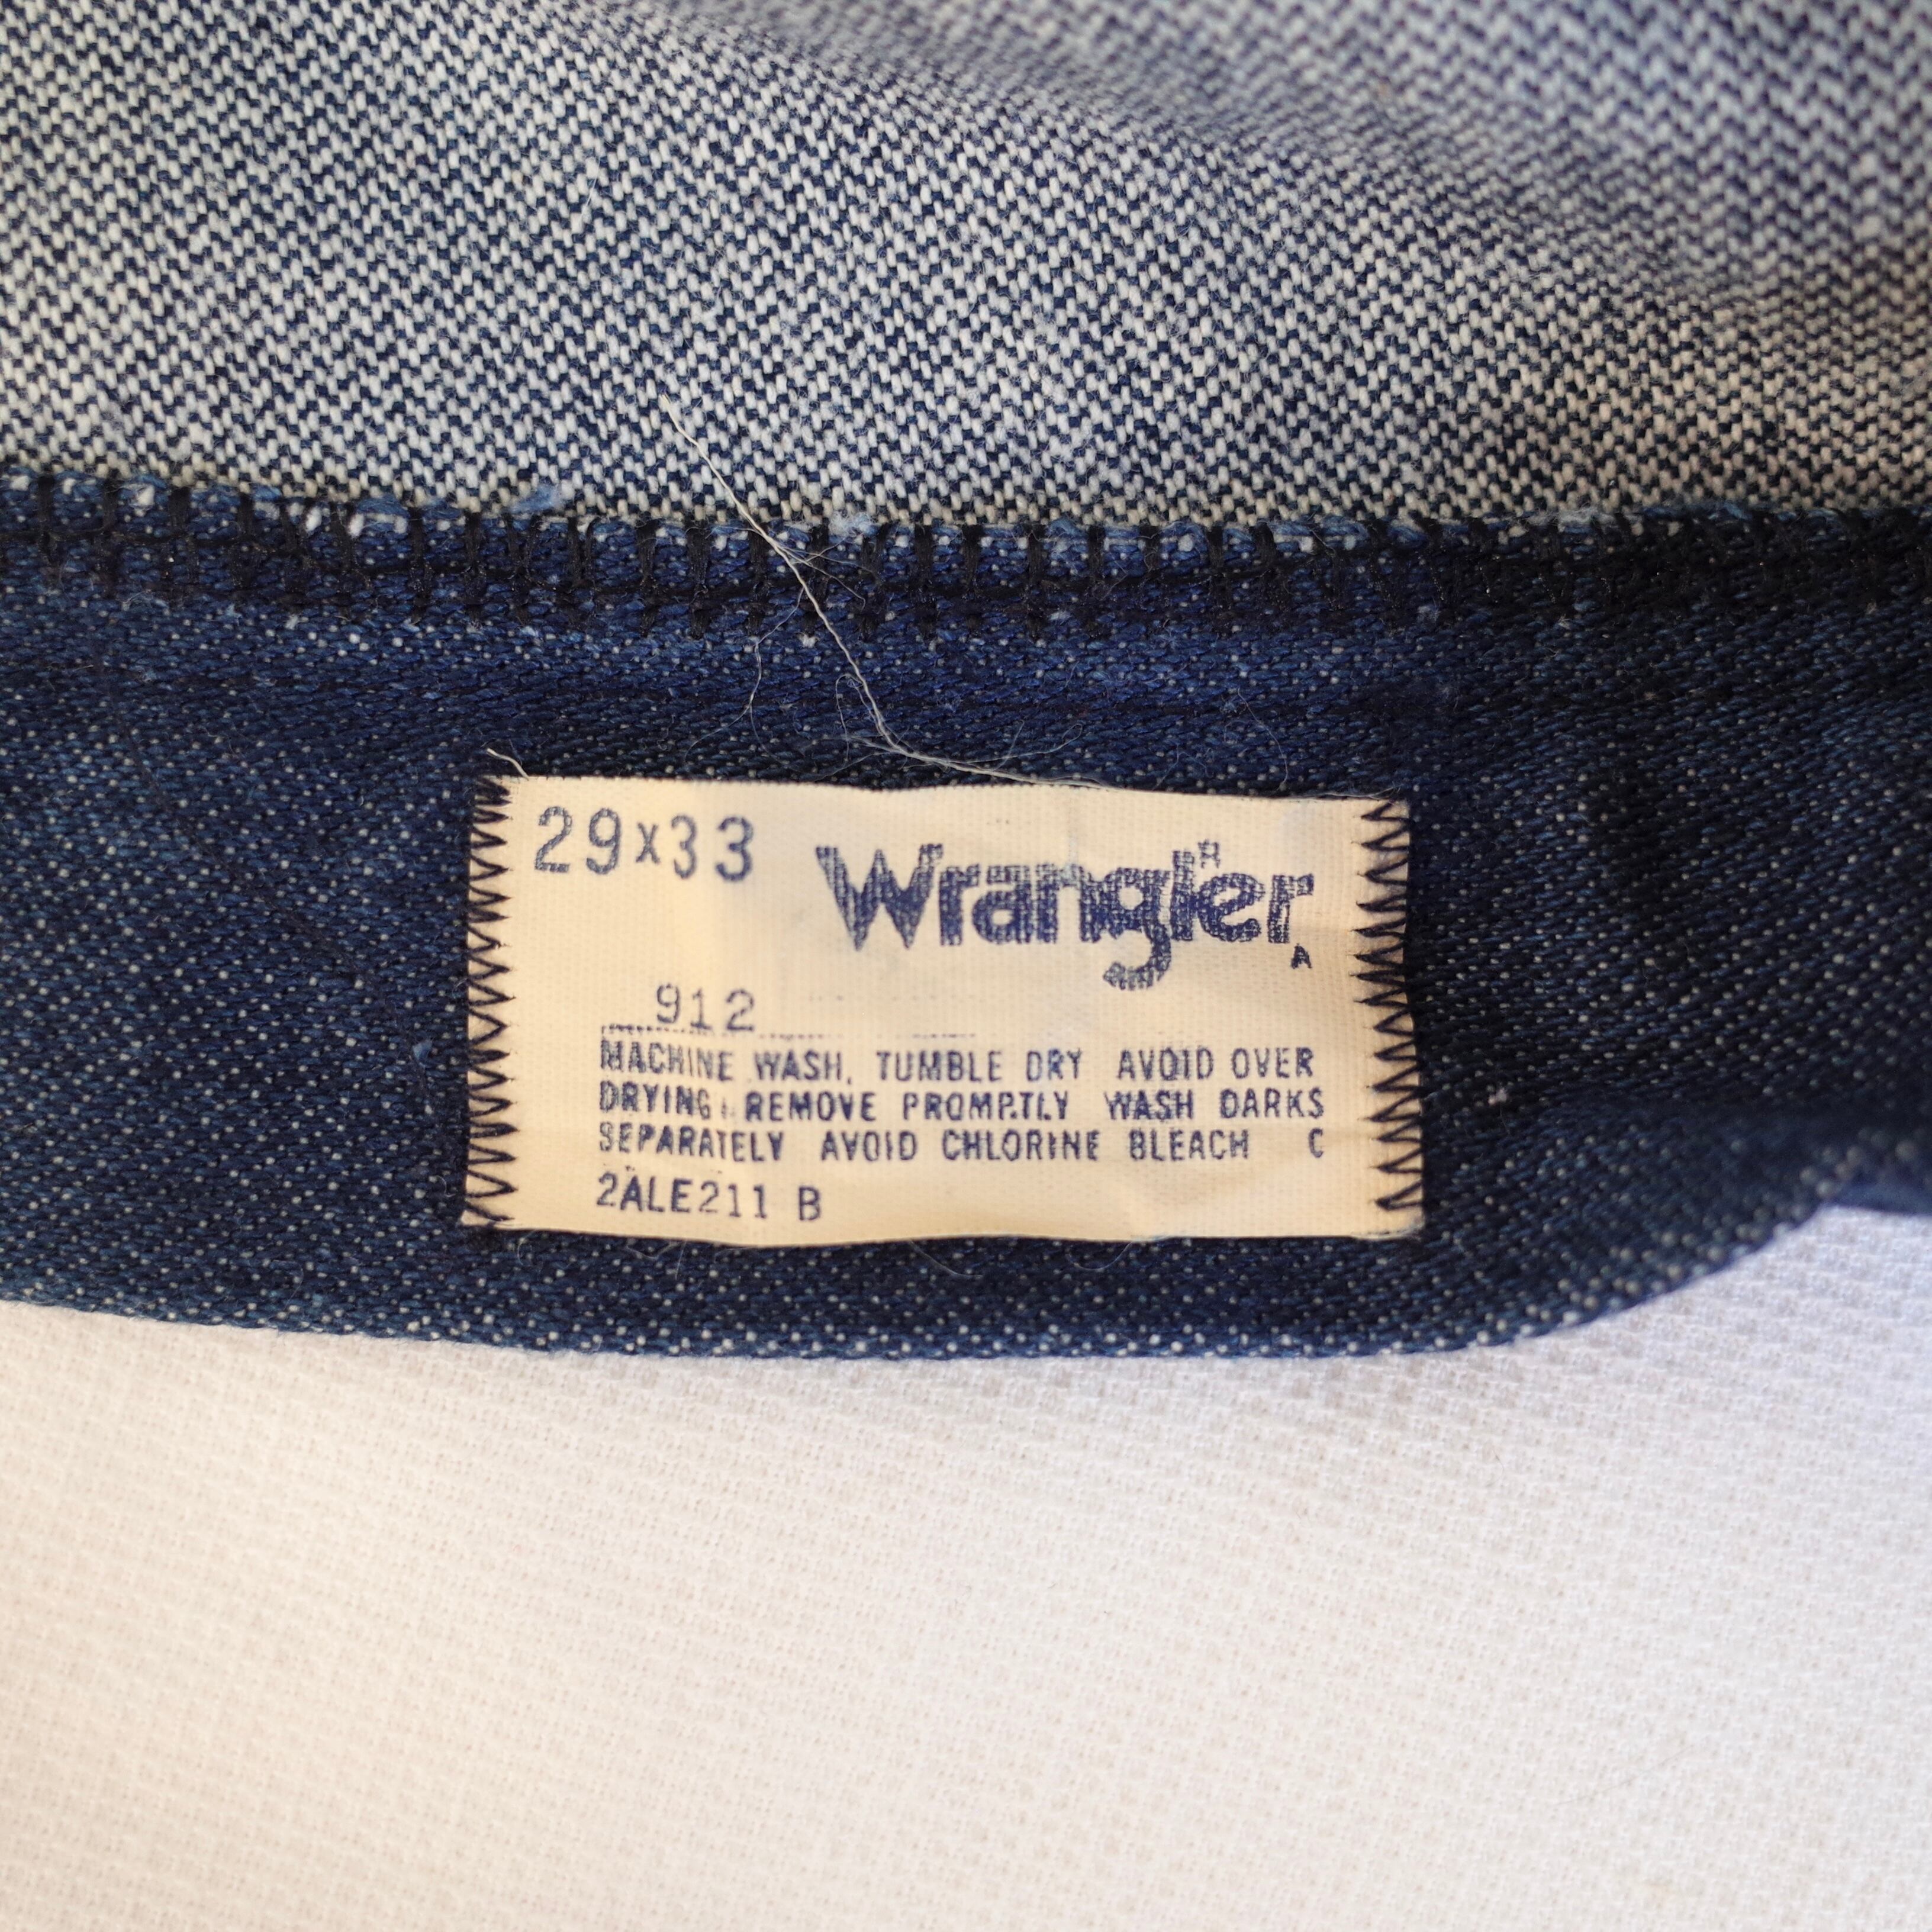 29x33
Wrangler®
A
912
MACHINE WASH, TUMBLE DRY AVOID OVER
DRYING. REMOVE PROMPTLY WASH DARKS
SEPARATELY AVOID CHLORINE BLEACH C
2ALE211 B